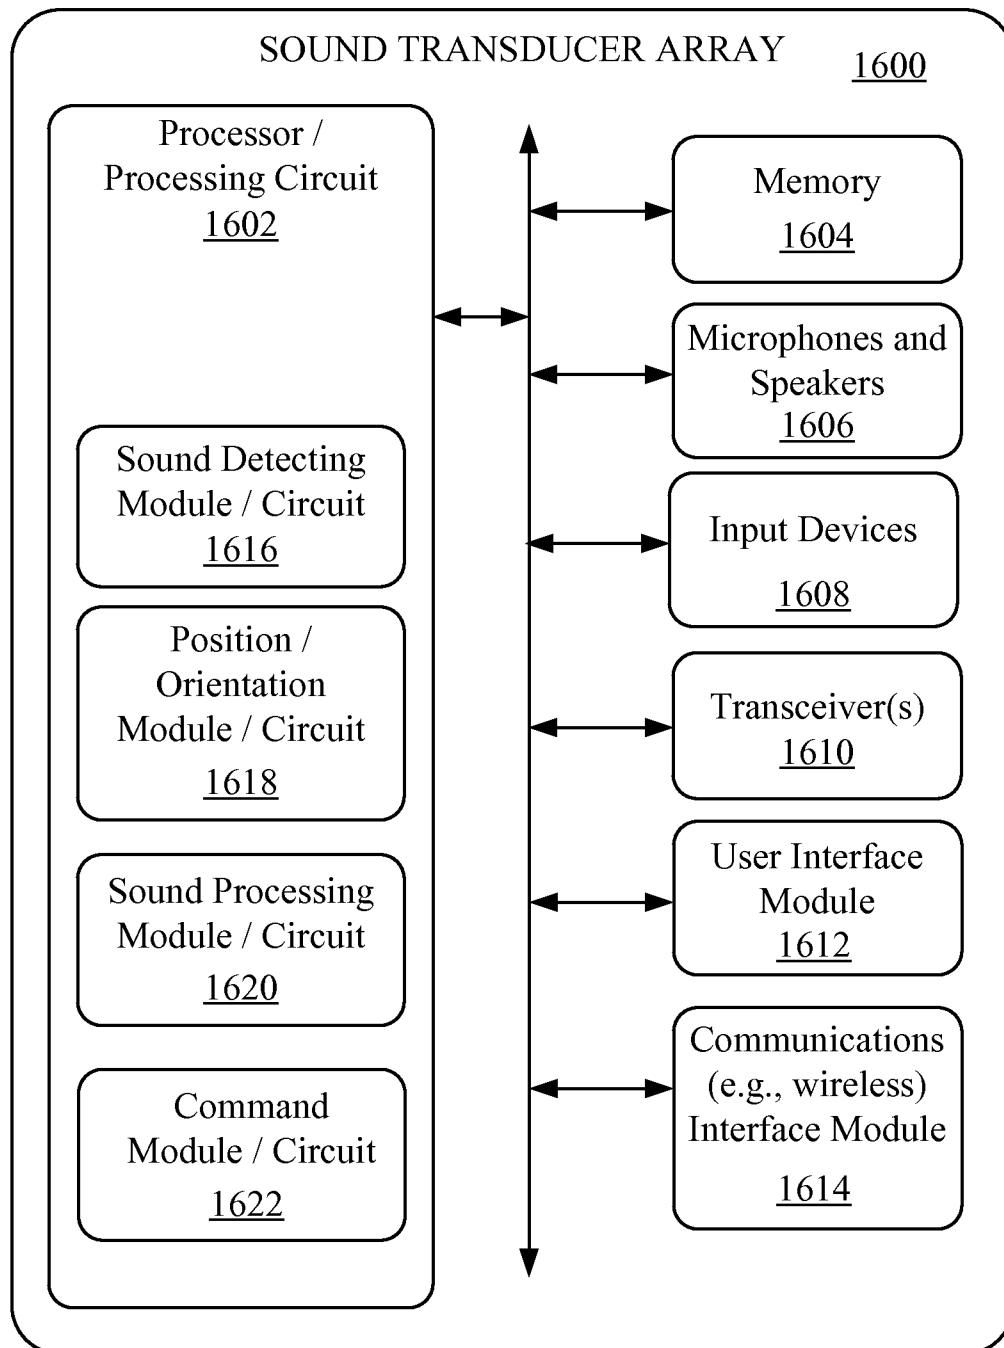 SOUND TRANSDUCER ARRAY
1600
Processor /
Processing Circuit
1602
Sound Detecting
Module / Circuit
1616
Position /
Orientation
Module / Circuit
1618
Sound Processing
Module / Circuit
1620
Command
Module / Circuit
1622
Memory
1604
Microphones and
Speakers
1606
Input Devices
1608
Transceiver(s)
1610
User Interface
Module
1612
Communications
(e.g., wireless)
Interface Module
1614